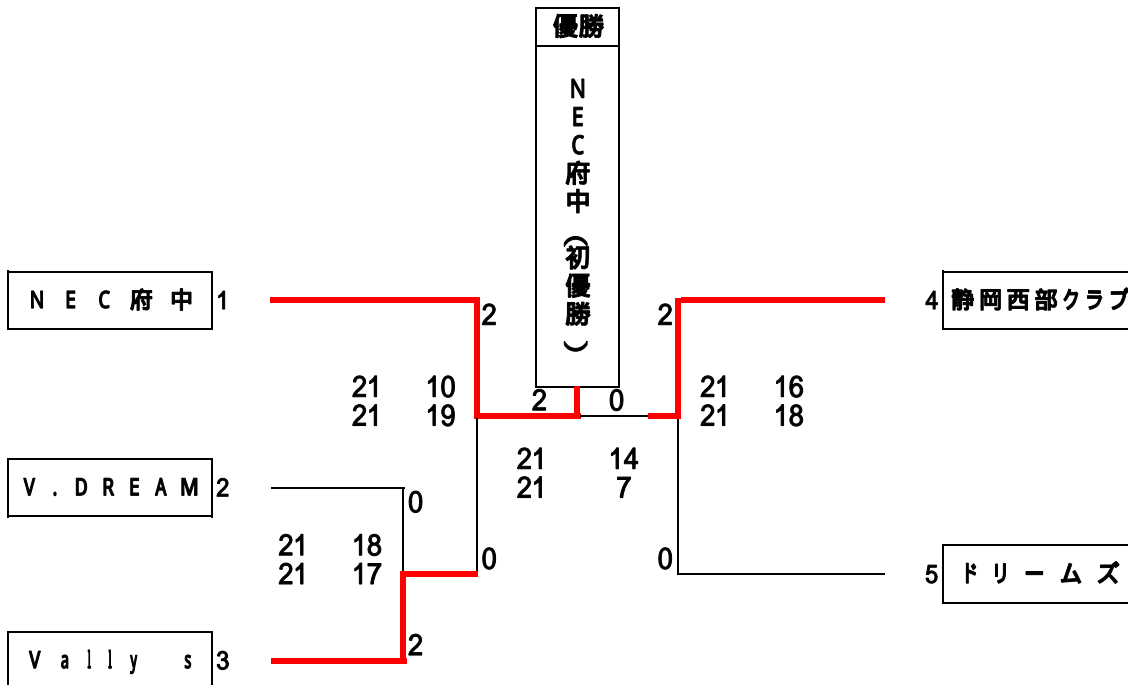 優勝
NEC府中（初優勝）
NEC府中 1
4 静岡西部クラブ
2 2
21 10 2 0 21 16
21 19 21 18
21 14
V.DREAM 2
21 7
0
21 18 0 0
21 17 5 ドリームズ
Vally s 3 2